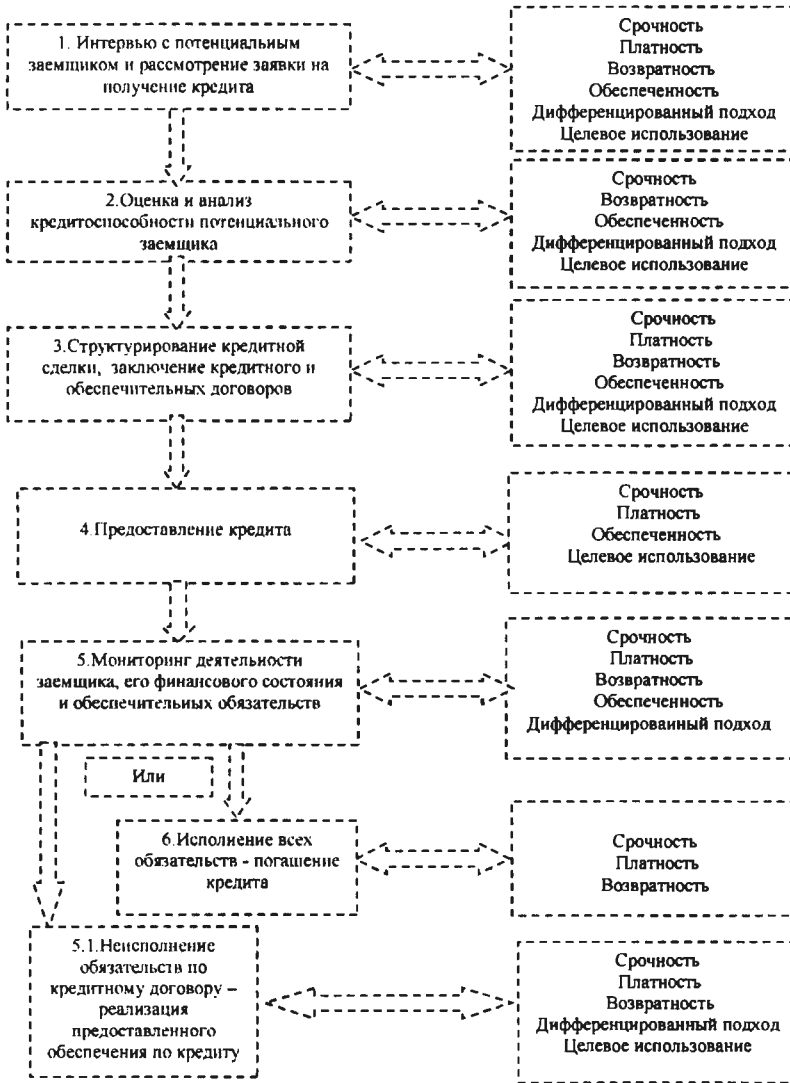 1. Интервью с потенциальным
заемщиком и рассмотрение заявки на
получение кредита
Срочность
Платность
Возвратность
Обеспеченность
Дифференцированный подход
Целевое использование
2.Оценка и анализ
кредитоспособности потенциального
заемщика
Срочность
Возвратность
Обеспеченность
Дифференцированный подход
Целевое использование
3.Структурирование кредитной
сделки, заключение кредитного и
обеспечительных договоров
Срочность
Платность
Возвратность
Обеспеченность
Дифференцированный подход
Целевое использование
4.Предоставление кредита
Срочность
Платность
Обеспеченность
Целевое использование
5.Мониторинг деятельности
заемщика, его финансового состояния
и обеспечительных обязательств
Срочность
Платность
Возвратность
Обеспеченность
Дифференцированный подход
Или
6.Исполнение всех
обязательств - погашение
кредита
Срочность
Платность
Возвратность
5.1.Неисполнение
обязательств по
кредитному договору –
реализация
предоставленного
обеспечения по кредиту
Срочность
Платность
Возвратность
Дифференцированный подход
Целевое использование